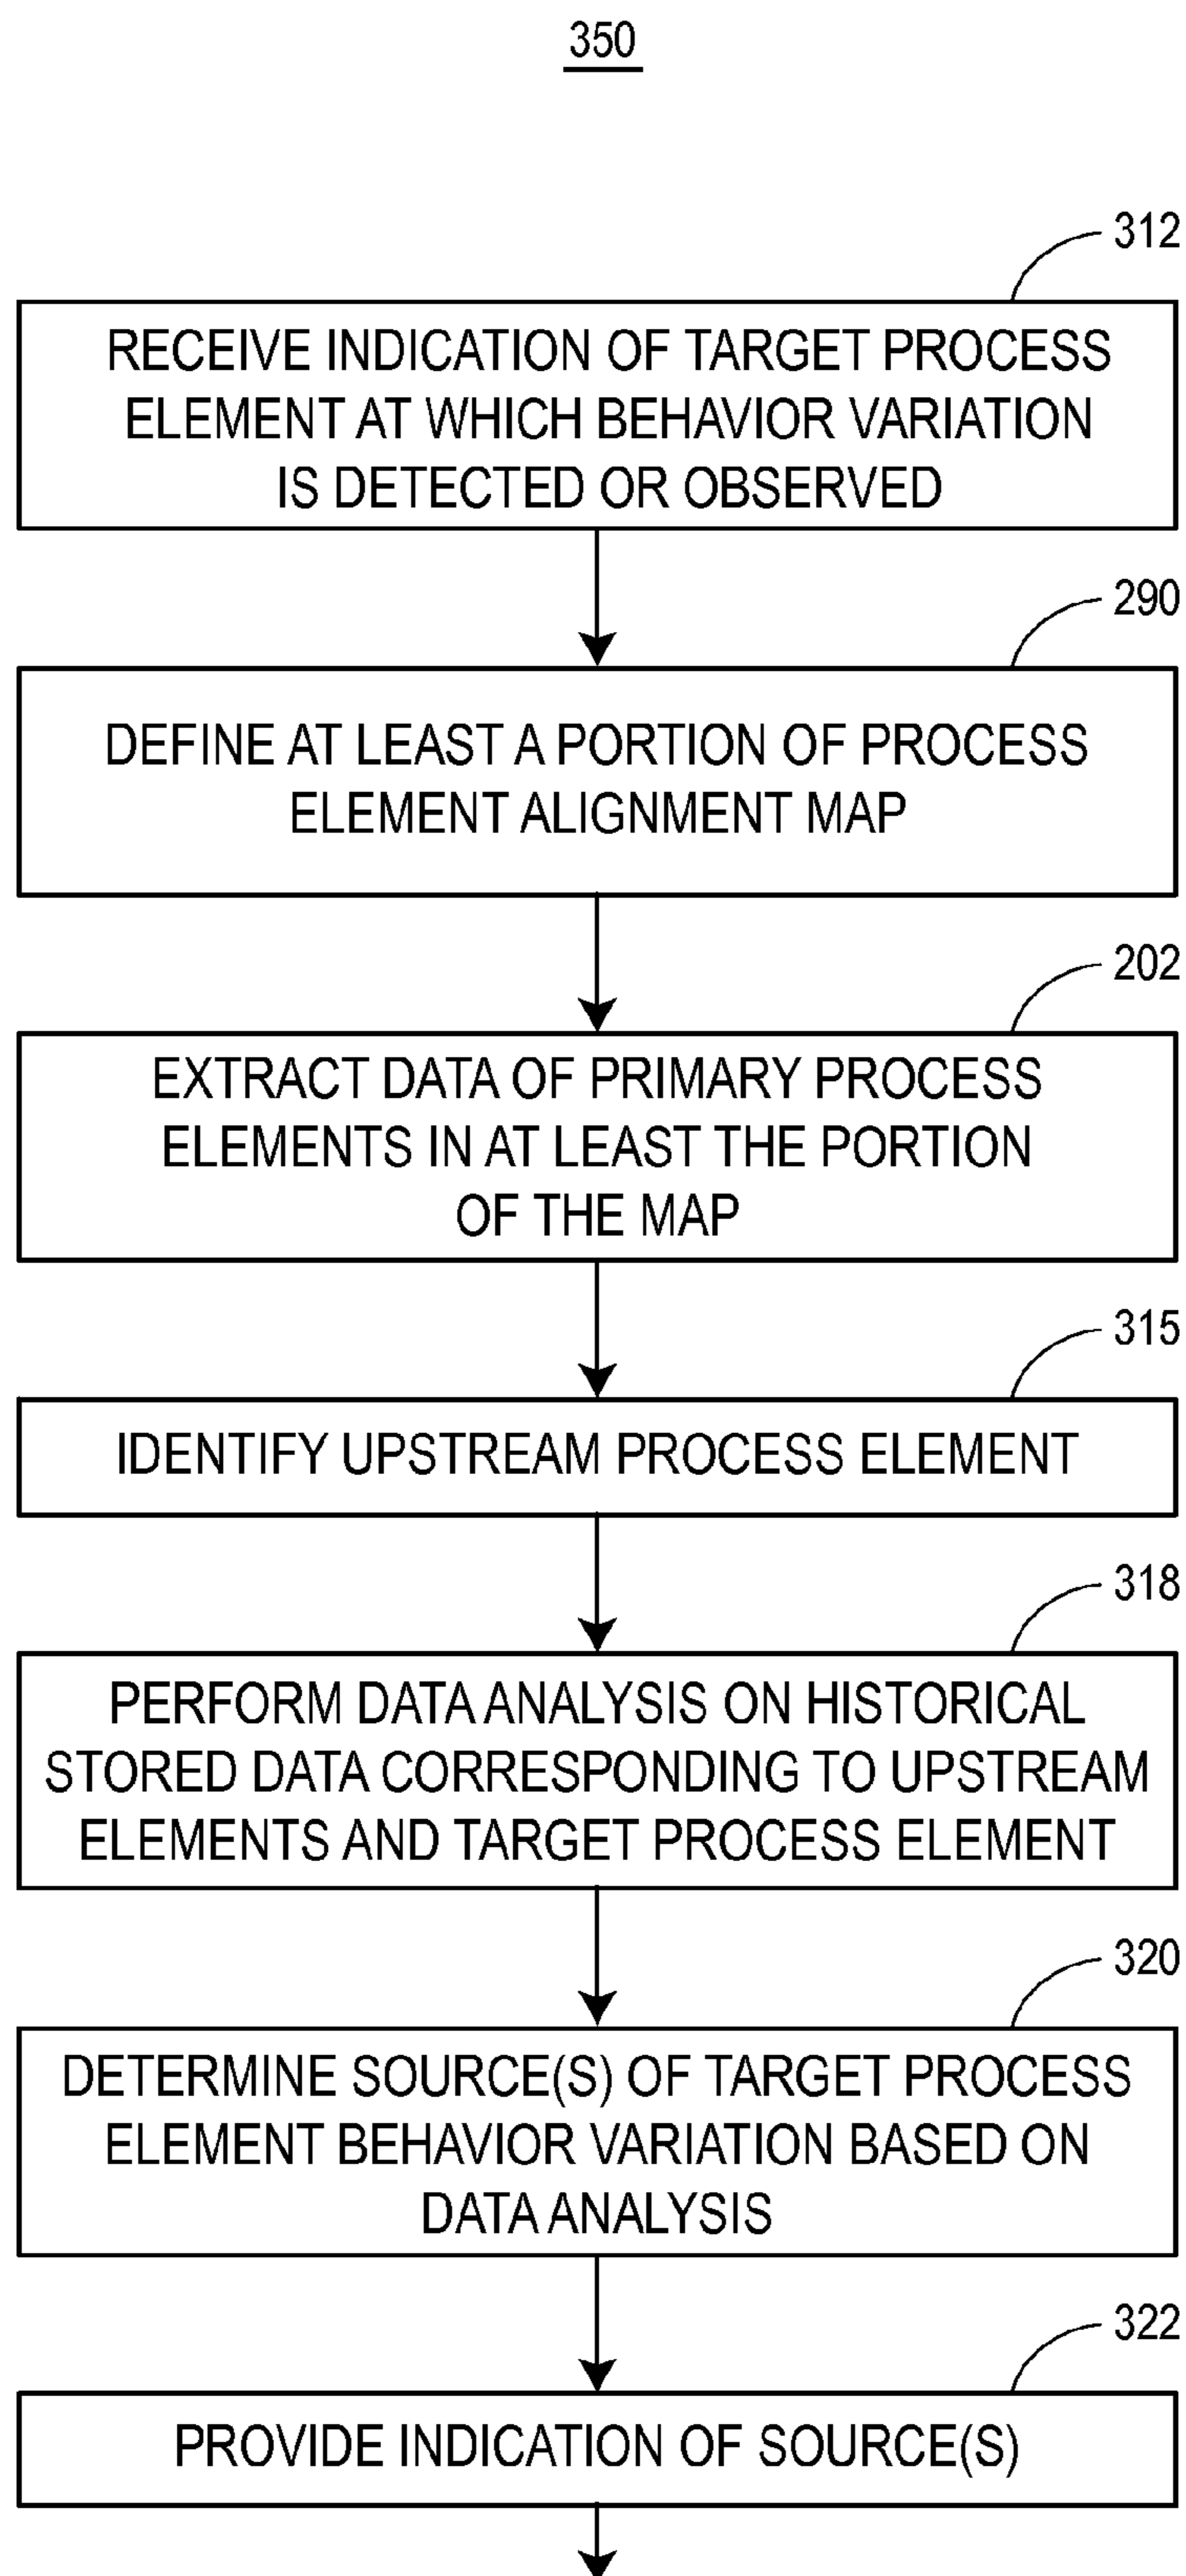 350
312
RECEIVE INDICATION OF TARGET PROCESS
ELEMENT AT WHICH BEHAVIOR VARIATION
IS DETECTED OR OBSERVED
290
DEFINE AT LEAST A PORTION OF PROCESS
ELEMENT ALIGNMENT MAP
202
EXTRACT DATA OF PRIMARY PROCESS
ELEMENTS IN AT LEAST THE PORTION
OF THE MAP
315
IDENTIFY UPSTREAM PROCESS ELEMENT
318
PERFORM DATA ANALYSIS ON HISTORICAL
STORED DATA CORRESPONDING TO UPSTREAM
ELEMENTS AND TARGET PROCESS ELEMENT
320
DETERMINE SOURCE(S) OF TARGET PROCESS
ELEMENT BEHAVIOR VARIATION BASED ON
DATA ANALYSIS
322
PROVIDE INDICATION OF SOURCE(S)